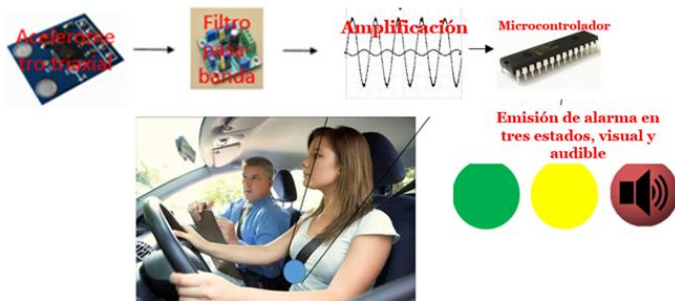 Acelerome
tro triaxial
Filtro
pasa
banda
Amplificación
Microcontrolador
Emisión de alarma en
tres estados, visual y
audible